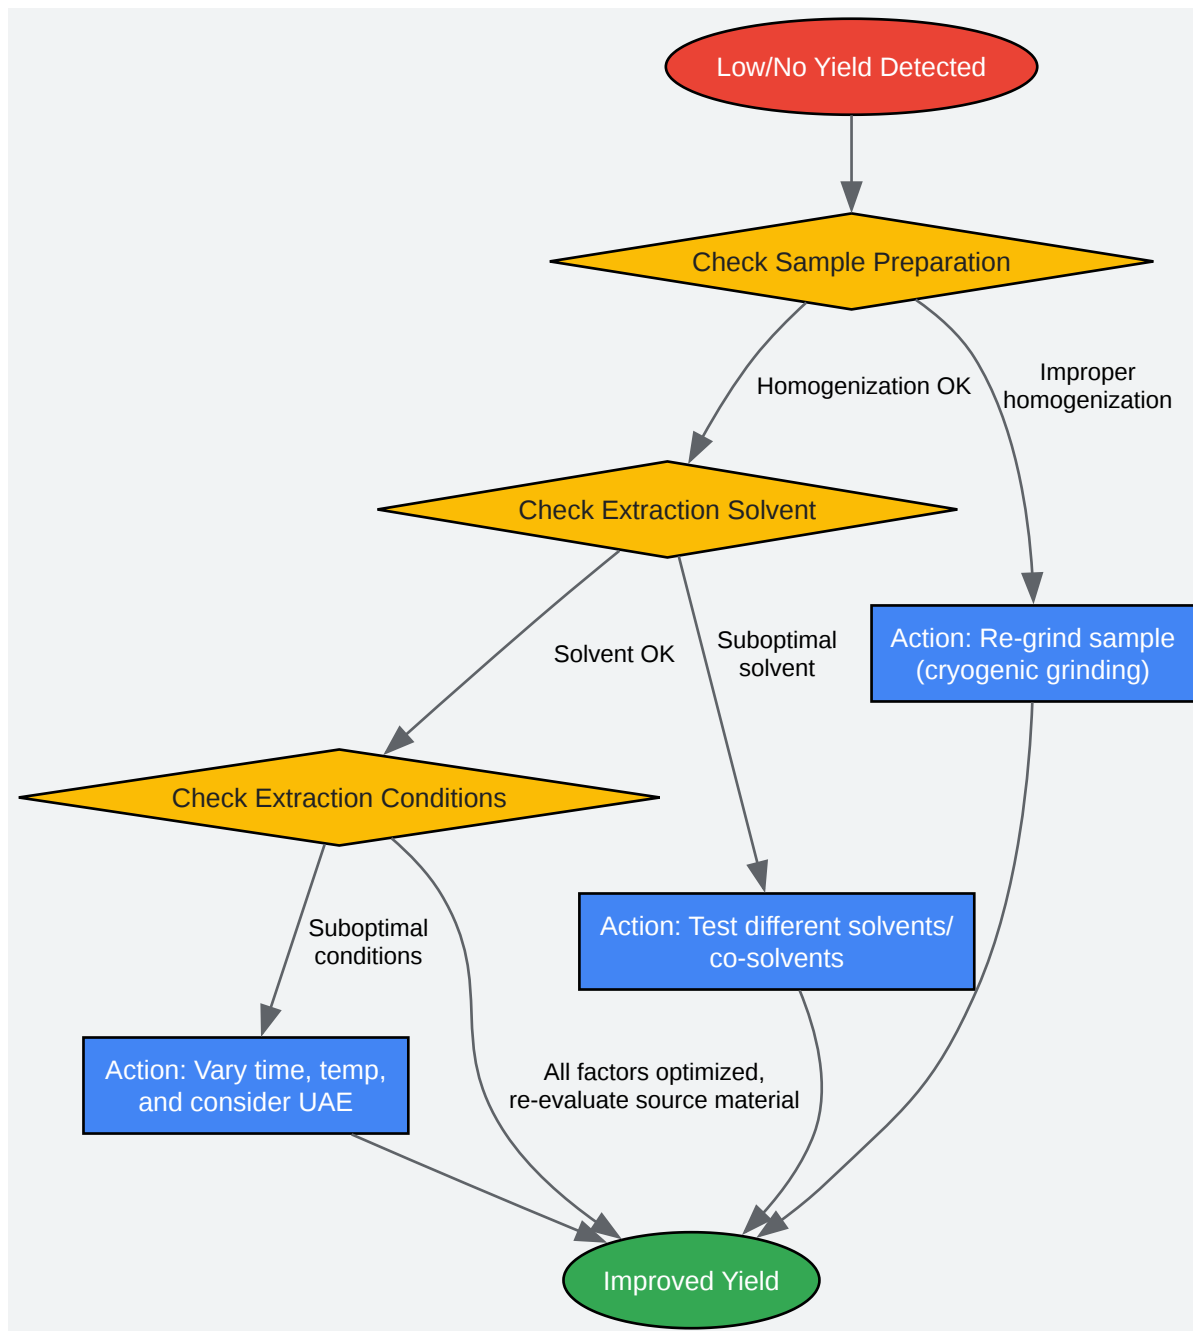 Low/No Yield Detected
Check Sample Preparation
Homogenization OK
Improper
homogenization
Check Extraction Solvent
Solvent OK
Suboptimal
solvent
Action: Re-grind sample
(cryogenic grinding)
Check Extraction Conditions
Suboptimal
conditions
Action: Test different solvents/
co-solvents
Action: Vary time, temp,
and consider UAE
All factors optimized,
re-evaluate source material
Improved Yield